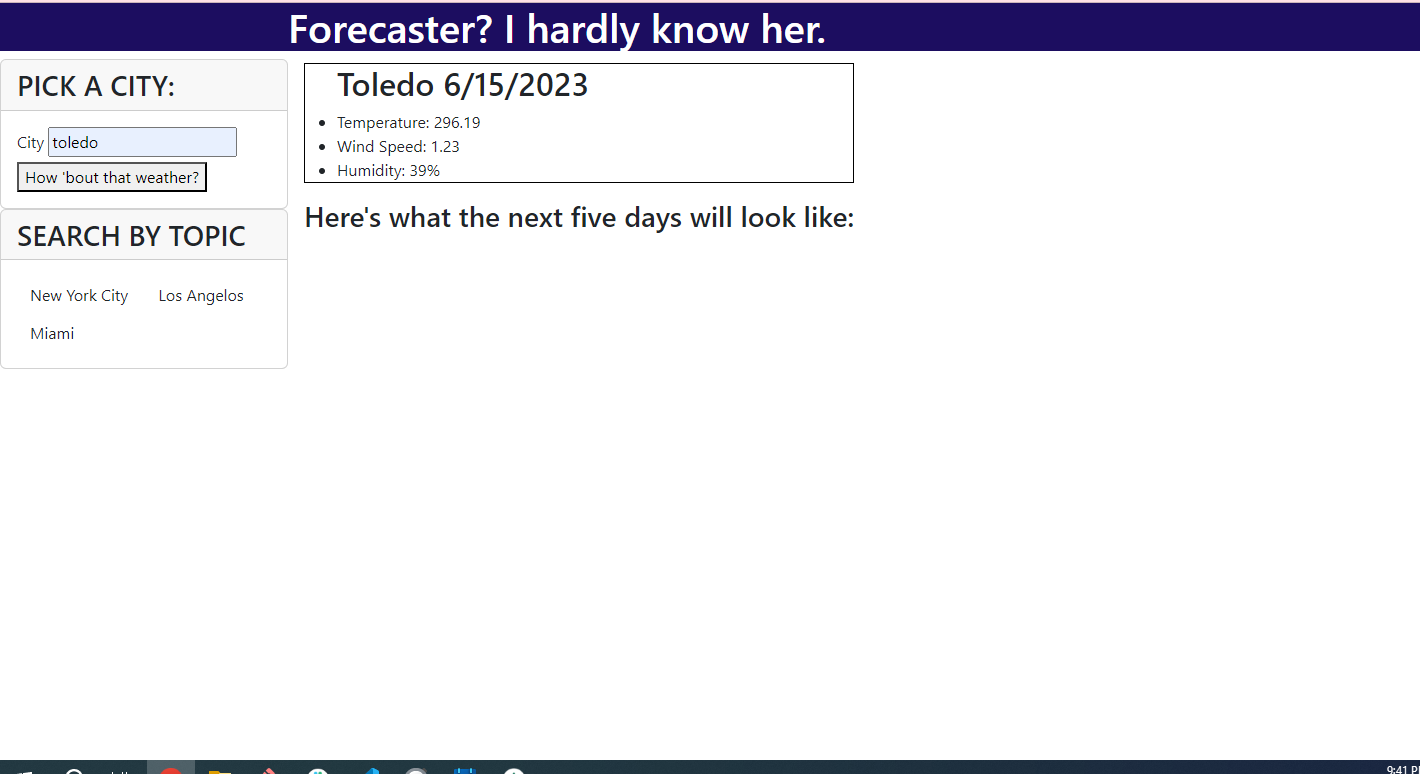 Forecaster? I hardly know her.
PICK A CITY:
City toledo
How 'bout that weather?
SEARCH BY TOPIC
New York City Los Angelos
Miami
Toledo 6/15/2023
Temperature: 296.19
Wind Speed: 1.23
Humidity: 39%
Here's what the next five days will look like:
9:41 P